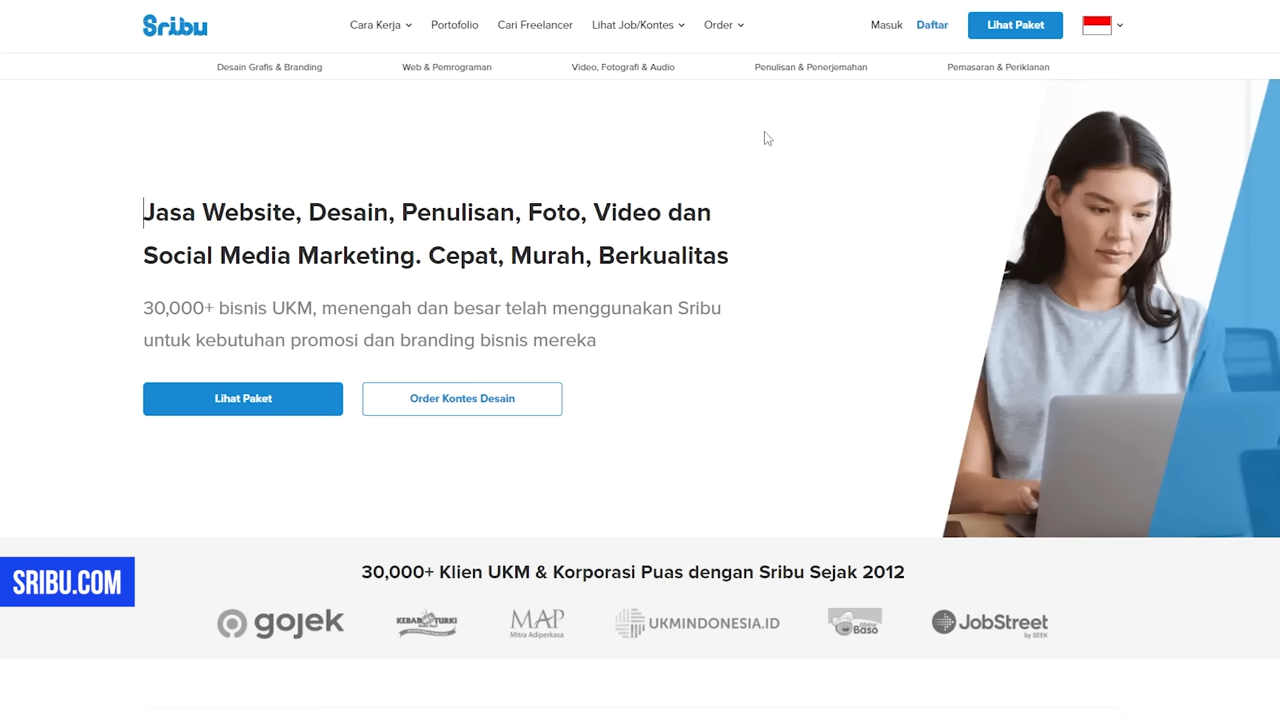 Sribu
Cara Kerja
Portofolio
Cari Freelancer
Lihat Job/Kontes
Order
Masuk
Daftar
Lihat Paket
Desain Grafis & Branding
Web & Pemrograman
Video, Fotografi & Audio
Penulisan & Penerjemahan
Pemasaran & Periklanan
Jasa Website, Desain, Penulisan, Foto, Video dan
Social Media Marketing. Cepat, Murah, Berkualitas
30,000+ bisnis UKM, menengah dan besar telah menggunakan Sribu
untuk kebutuhan promosi dan branding bisnis mereka
Lihat Paket
Order Kontes Desain
SRIBU.COM
30,000+ Klien UKM & Korporasi Puas dengan Sribu Sejak 2012
gojek
KEBAB TURKI
MAP
Mitra Adiperkasa
UKMINDONESIA.ID
Baso
JobStreet
by SEEK